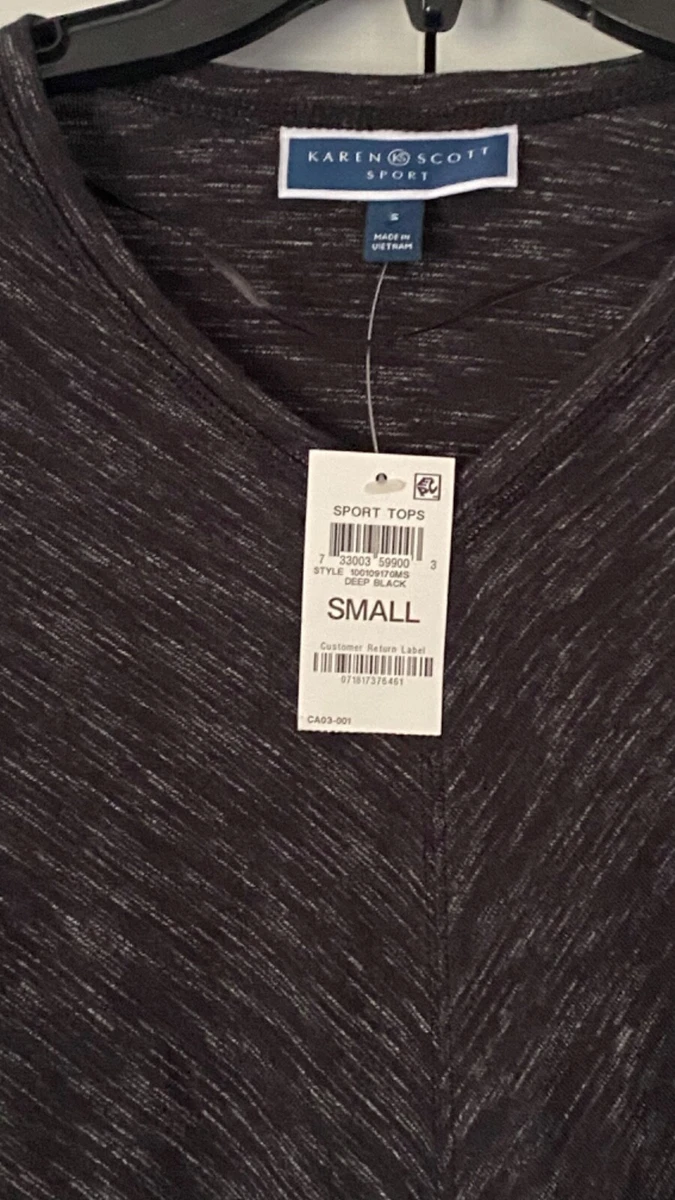 KAREN KS SCOTT
SPORT
S
MADE IN
VIETNAM
SPORT TOPS
7 33003 59900 3
STYLE 100109170MS
DEEP BLACK
SMALL
Customer Return Label
071817376461
CA03-001